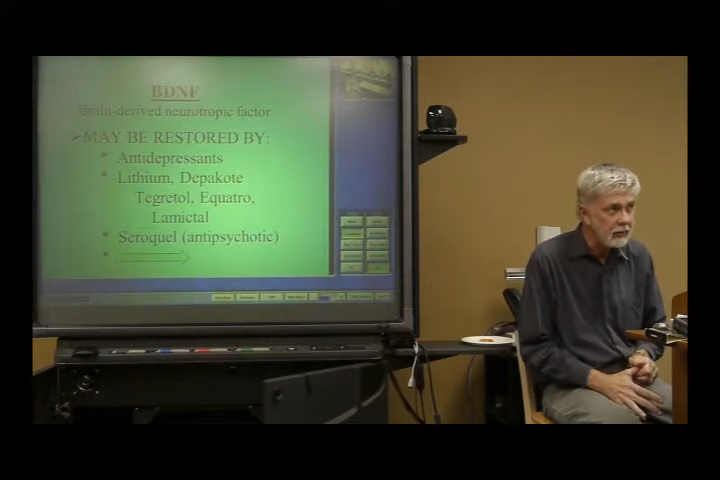 BDNF
Brain-derived neurotropic factor
➢MAY BE RESTORED BY:
* Antidepressants
* Lithium, Depakote
Tegretol, Equatro,
Lamictal
* Seroquel (antipsychotic)
*